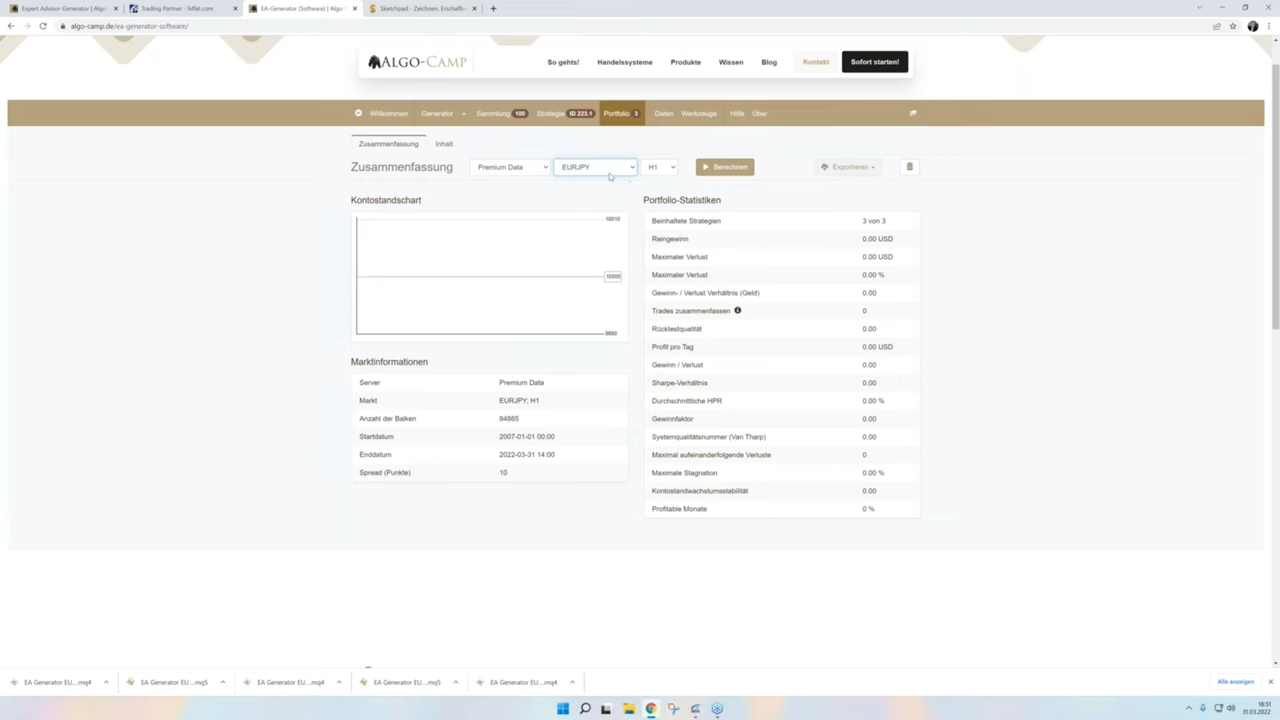 Expert Advisor-Generator | Algo-
Trading Partner - fvflat.com
EA-Generator (Software) | Algo-C
Sketchpad - Zeichnen, Erschaffen
algo-camp.de/ea-generator-software/
ALGO-CAMP
So gehts!
Handelssysteme
Produkte
Wissen
Blog
Kontakt
Sofort starten!
Willkommen
Generator
Sammlung 100
Strategie ID 223.1
Portfolio 3
Daten
Werkzeuge
Hilfe
Über
Zusammenfassung
Inhalt
Zusammenfassung
Premium Data
EURJPY
H1
Berechnen
Exportieren
Kontostandschart
10010
10000
9990
Marktinformationen
Server Premium Data
Markt EURJPY; H1
Anzahl der Balken 94865
Startdatum 2007-01-01 00:00
Enddatum 2022-03-31 14:00
Spread (Punkte) 10
Portfolio-Statistiken
Beinhaltete Strategien 3 von 3
Reingewinn 0.00 USD
Maximaler Verlust 0.00 USD
Maximaler Verlust 0.00 %
Gewinn- / Verlust Verhältnis (Geld) 0.00
Trades zusammenfassen 0
Rücktestqualität 0.00
Profit pro Tag 0.00 USD
Gewinn / Verlust 0.00
Sharpe-Verhältnis 0.00
Durchschnittliche HPR 0.00 %
Gewinnfaktor 0.00
Systemqualitätsnummer (Van Tharp) 0.00
Maximal aufeinanderfolgende Verluste 0
Maximale Stagnation 0.00 %
Kontostandwachstumsstabilität 0.00
Profitable Monate 0 %
EA Generator EU....mq4
EA Generator EU....mq5
EA Generator EU....mq4
EA Generator EU....mq5
EA Generator EU....mq4
Alle anzeigen
18:51
31.03.2022